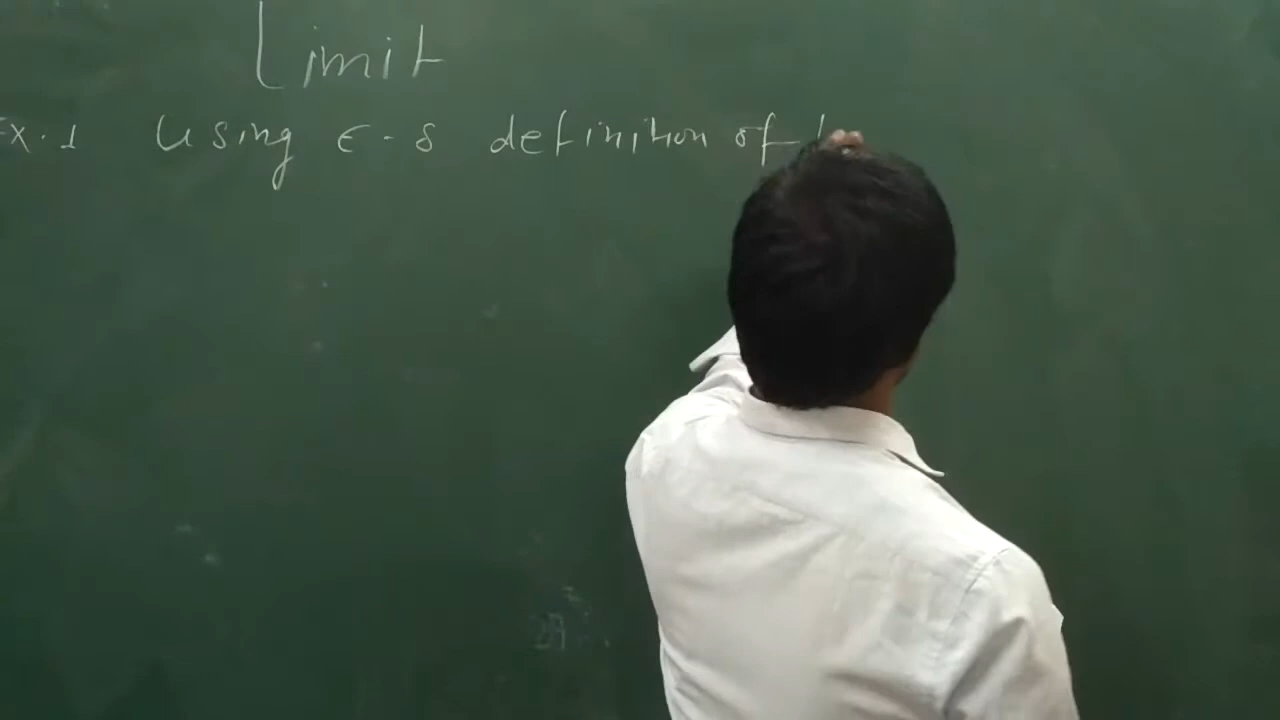 Limit
Ex. 1 Using ϵ-δ definition of